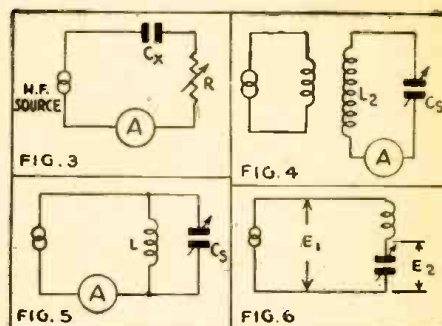 Cx
R
H.F.
SOURCE
A
FIG. 3
L2
Cs
A
FIG. 4
L
Cs
A
FIG. 5
E1
E2
FIG. 6